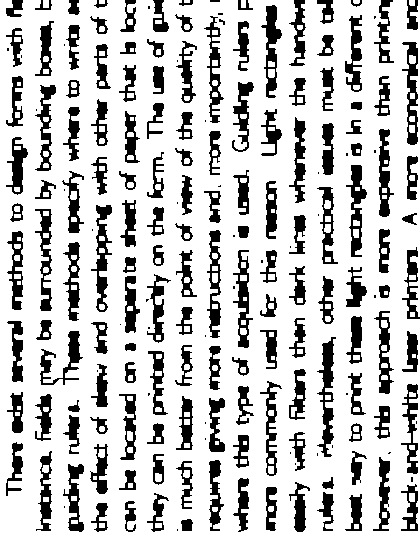 There exist several methods to design forms with fie
instance, fields may be surrounded by bounding boxes, b
guiding rulers. These methods specify where to write an
the effect of skew and overlapping with other parts of t
can be located on a separate sheet of paper that is loca
they can be printed directly on the form. The use of gui
is much better from the point of view of the quality of t
requires giving more instructions and, more importantly,
where this type of acquisition is used. Guiding rulers p
more commonly used for this reason. Light rectangles
easily with filters than dark lines whenever the handw
rulers. Nevertheless, other practical issues must be tak
best way to print these light rectangles is in a different c
however, this approach is more expensive than printing
black-and-white laser printers. A more economical and